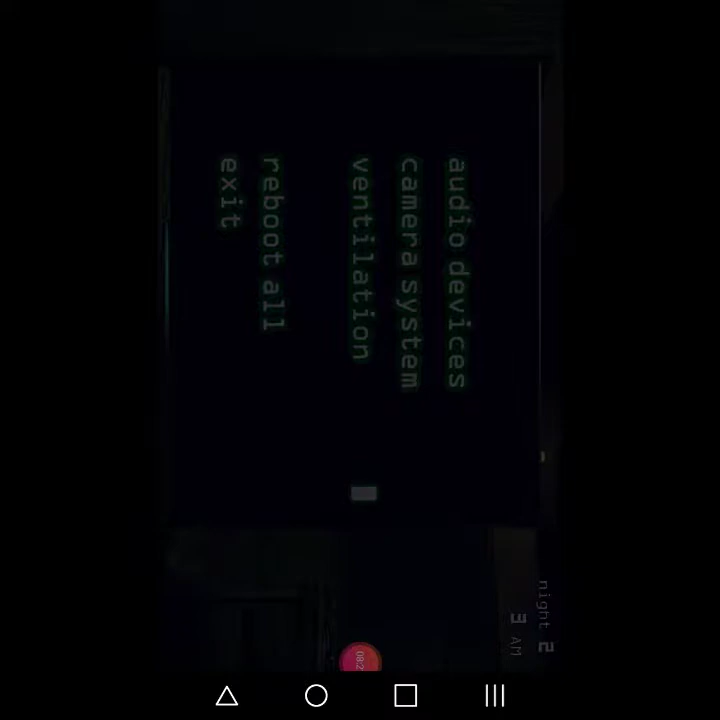 audio devices
camera system
ventilation
reboot all
exit
night 2
3 AM